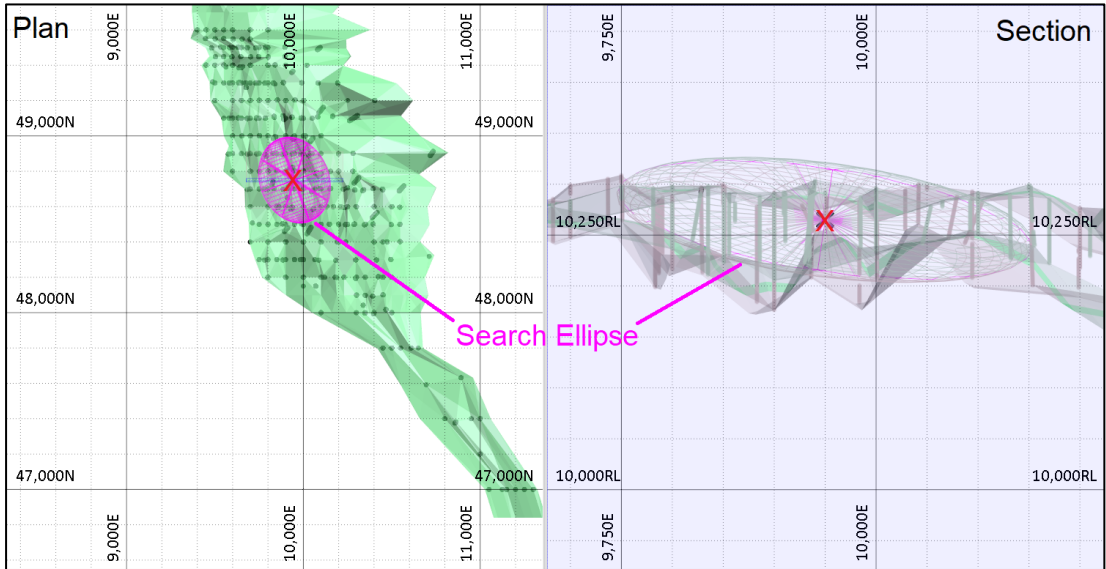 Plan
9,000E
10,000E
11,000E
49,000N
49,000N
48,000N
48,000N
47,000N
47,000N
9,000E
10,000E
11,000E
Search Ellipse
Section
9,750E
10,000E
10,250RL
10,250RL
10,000RL
10,000RL
9,750E
10,000E